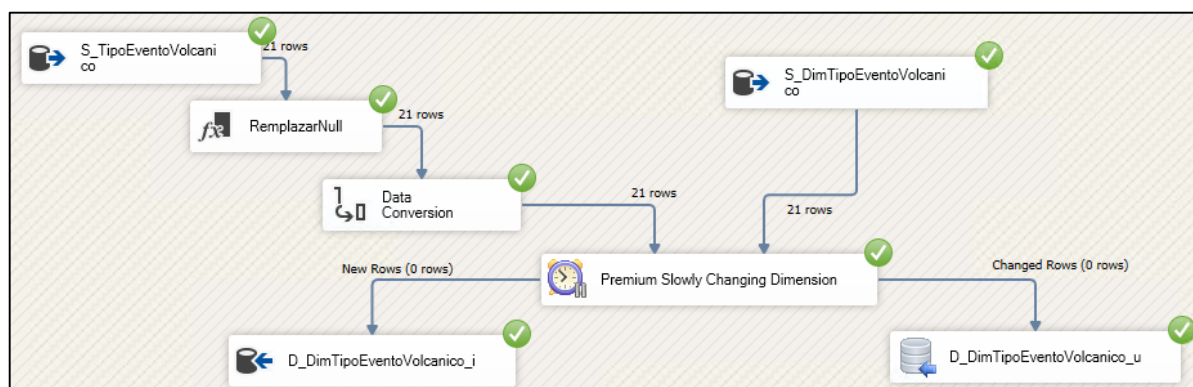 S_TipoEventoVolcani
co
21 rows
S_DimTipoEventoVolcani
co
RemplazarNull
21 rows
Data
Conversion
21 rows
21 rows
New Rows (0 rows)
Premium Slowly Changing Dimension
Changed Rows (0 rows)
D_DimTipoEventoVolcanico_i
D_DimTipoEventoVolcanico_u